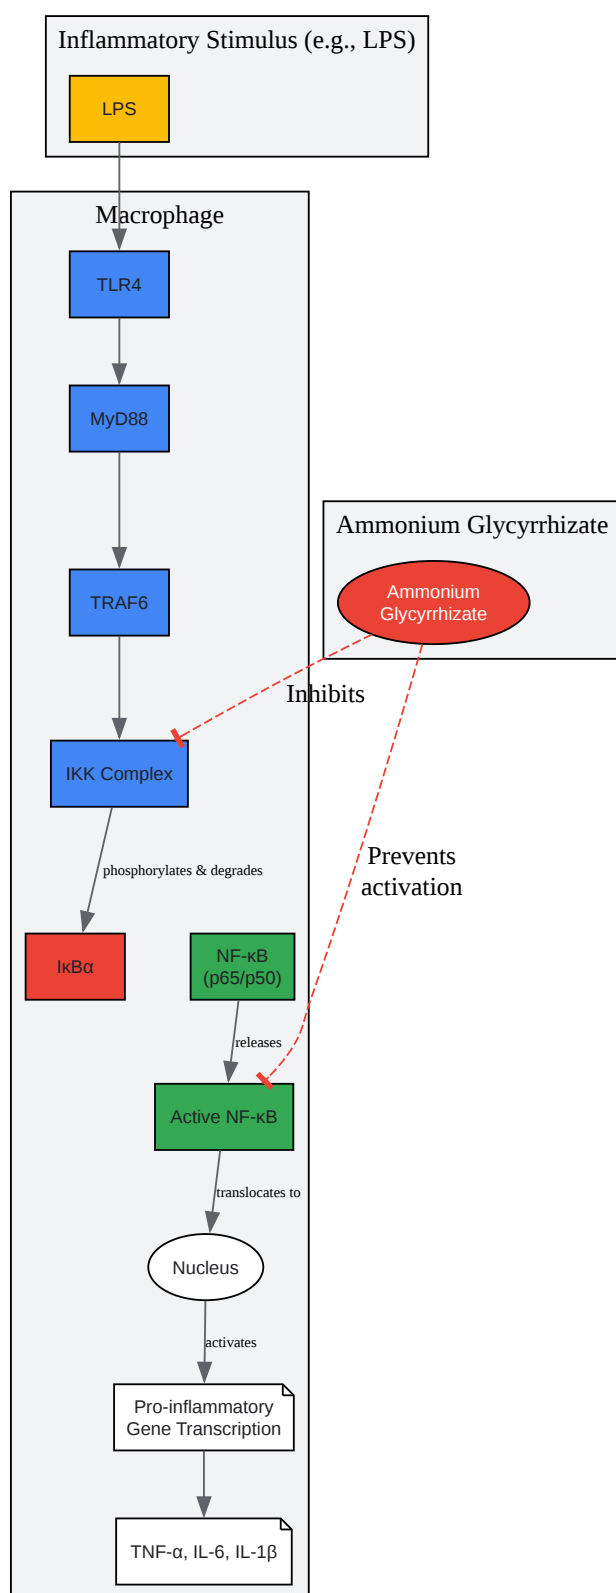 Inflammatory Stimulus (e.g., LPS)
LPS
Macrophage
TLR4
MyD88
Ammonium Glycyrrhizate
Ammonium
Glycyrrhizate
TRAF6
Inhibits
IKK Complex
phosphorylates & degrades
Prevents
activation
IκBα
NF-κB
(p65/p50)
releases
Active NF-κB
translocates to
Nucleus
activates
Pro-inflammatory
Gene Transcription
TNF-α, IL-6, IL-1β